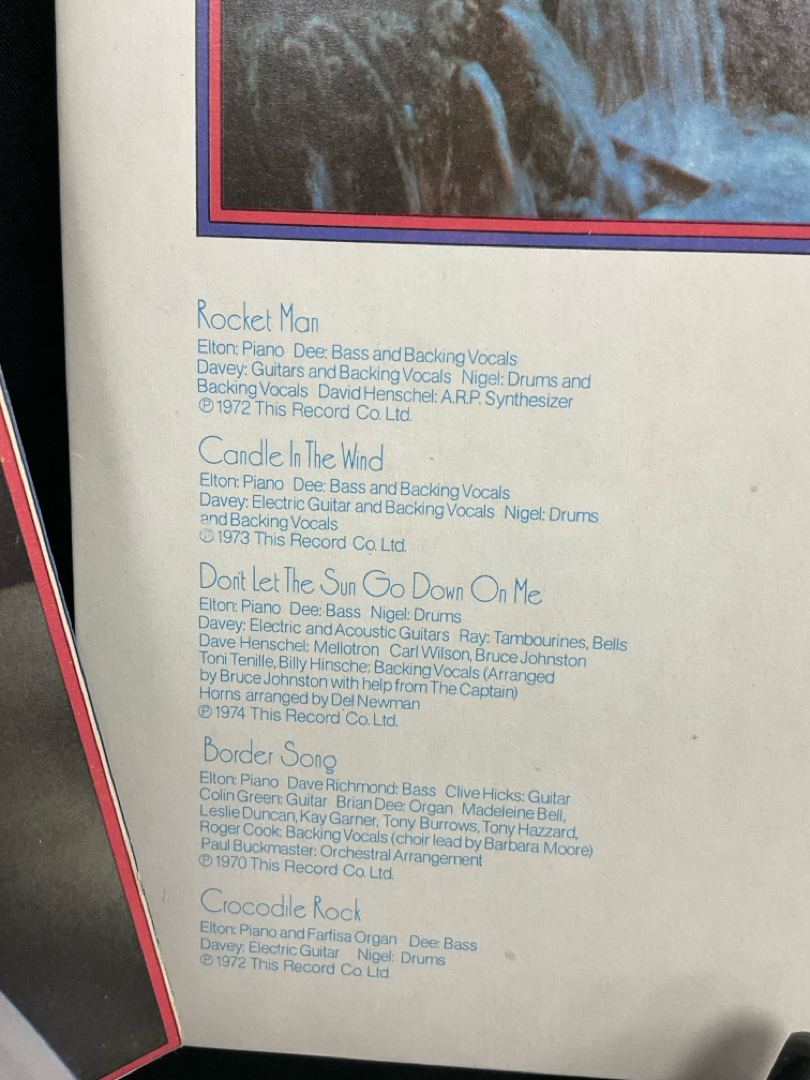 Rocket Man
Elton: Piano Dee: Bass and Backing Vocals
Davey: Guitars and Backing Vocals Nigel: Drums and
Backing Vocals David Henschel: A.R.P. Synthesizer
℗ 1972 This Record Co. Ltd.
Candle In The Wind
Elton: Piano Dee: Bass and Backing Vocals
Davey: Electric Guitar and Backing Vocals Nigel: Drums
and Backing Vocals
℗ 1973 This Record Co. Ltd.
Don't Let The Sun Go Down On Me
Elton: Piano Dee: Bass Nigel: Drums
Davey: Electric and Acoustic Guitars Ray: Tambourines, Bells
Dave Henschel: Mellotron Carl Wilson, Bruce Johnston
Toni Tenille, Billy Hinsche: Backing Vocals (Arranged
by Bruce Johnston with help from The Captain)
Horns arranged by Del Newman
℗ 1974 This Record Co. Ltd.
Border Song
Elton: Piano Dave Richmond: Bass Clive Hicks: Guitar
Colin Green: Guitar Brian Dee: Organ Madeleine Bell,
Leslie Duncan, Kay Garner, Tony Burrows, Tony Hazzard,
Roger Cook: Backing Vocals (choir lead by Barbara Moore)
Paul Buckmaster: Orchestral Arrangement
℗ 1970 This Record Co. Ltd.
Crocodile Rock
Elton: Piano and Farfisa Organ Dee: Bass
Davey: Electric Guitar Nigel: Drums
℗ 1972 This Record Co. Ltd.